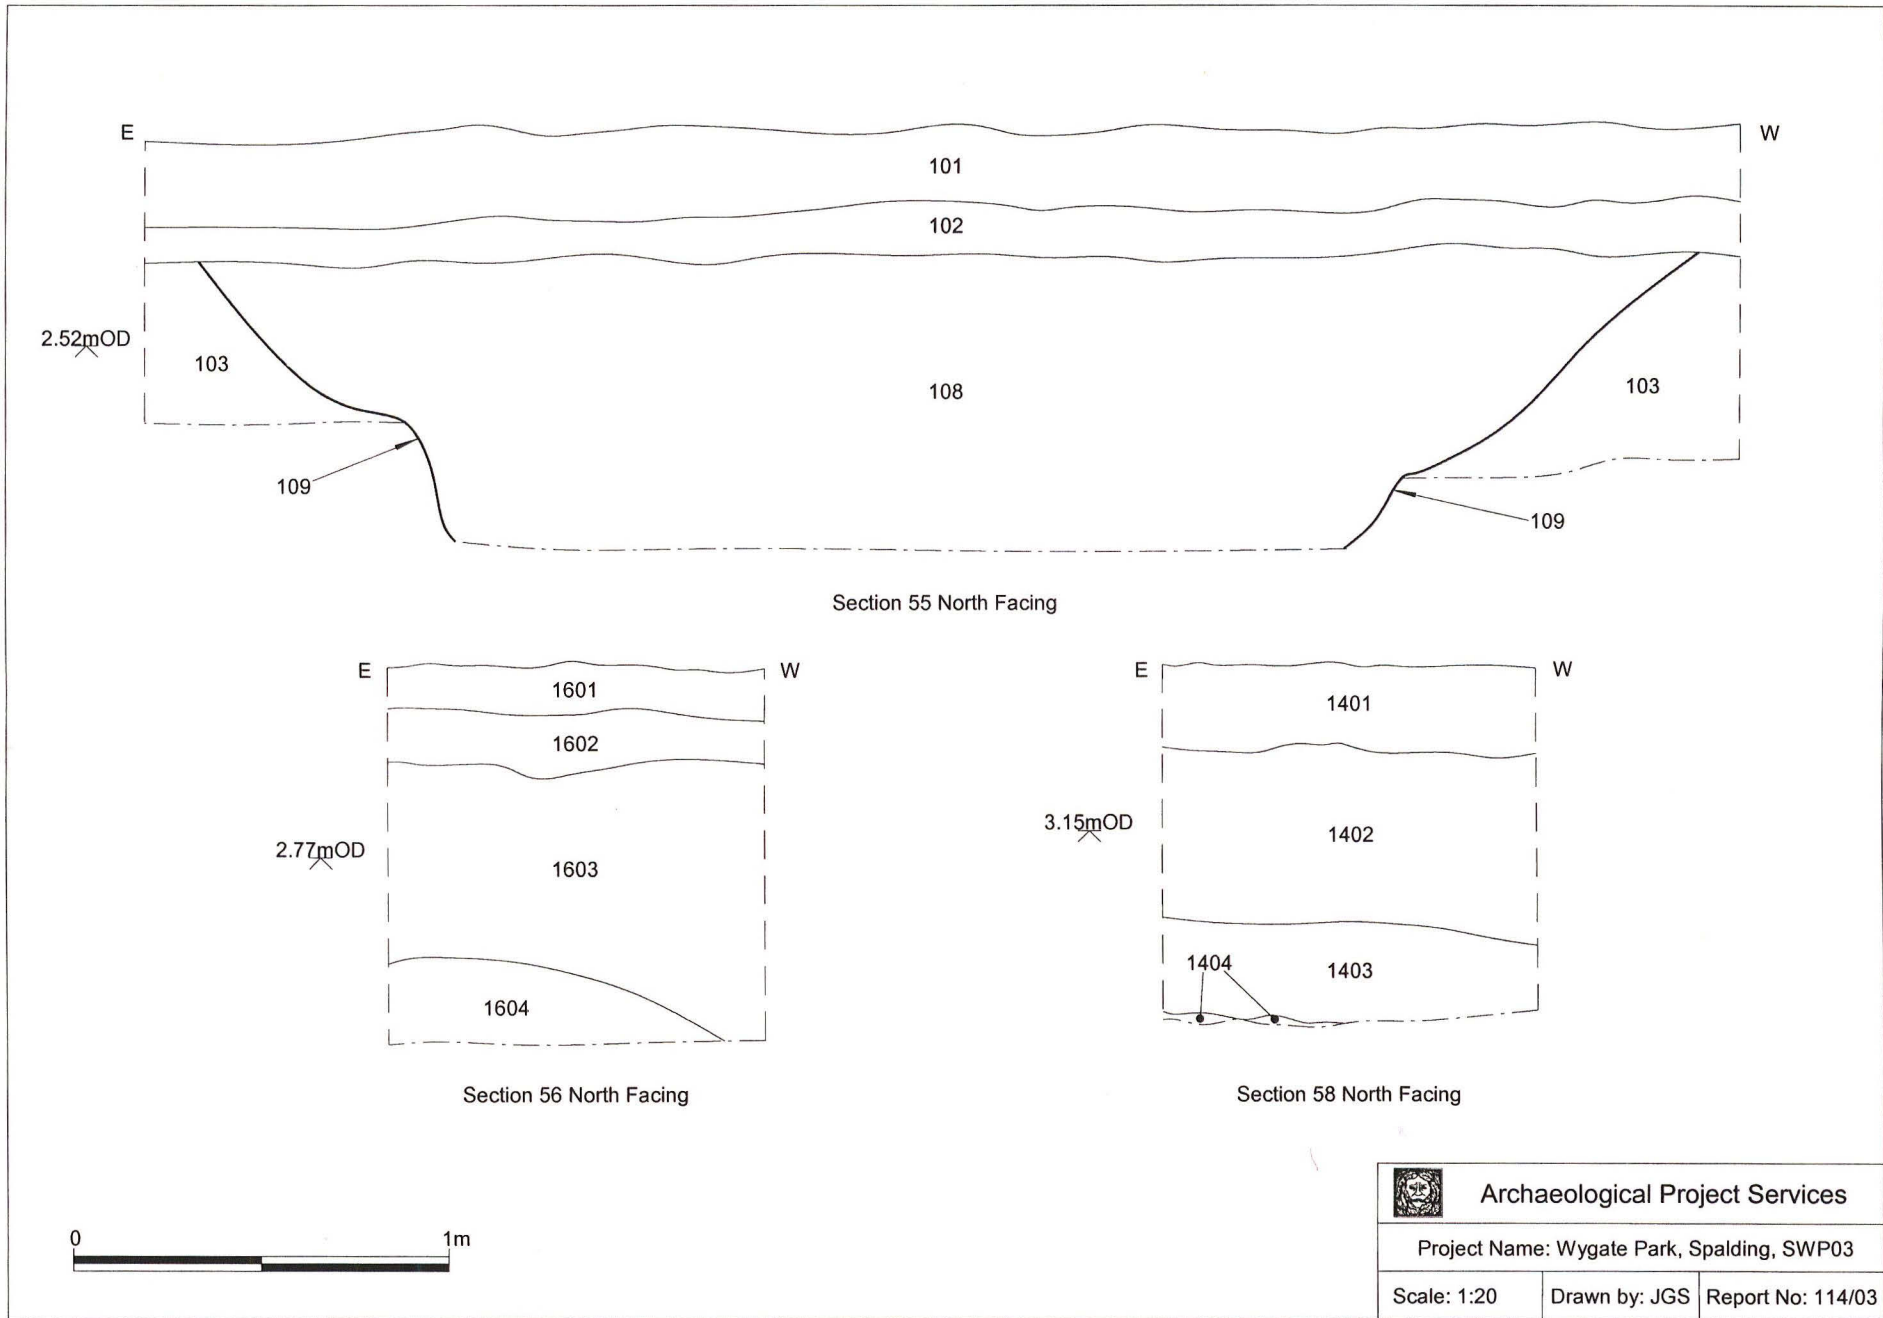 E
W
101
102
2.52mOD
103
108
103
109
109
Section 55 North Facing
E
W
1601
1602
2.77mOD
1603
1604
Section 56 North Facing
E
W
1401
3.15mOD
1402
1404
1403
Section 58 North Facing
0
1m
Archaeological Project Services
Project Name: Wygate Park, Spalding, SWP03
Scale: 1:20
Drawn by: JGS
Report No: 114/03